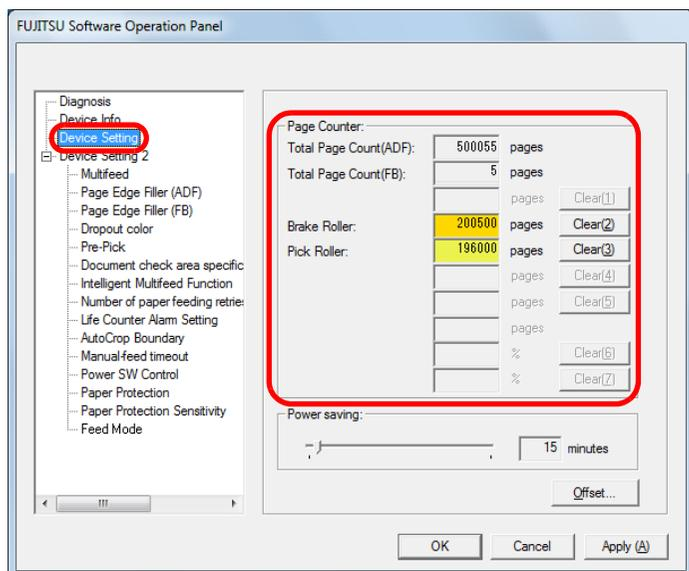 FUJITSU Software Operation Panel
Diagnosis
Device Info
Device Setting
Device Setting 2
Multifeed
Page Edge Filler (ADF)
Page Edge Filler (FB)
Dropout color
Pre-Pick
Document check area specific
Intelligent Multifeed Function
Number of paper feeding retries
Life Counter Alarm Setting
AutoCrop Boundary
Manual-feed timeout
Power SW Control
Paper Protection
Paper Protection Sensitivity
Feed Mode
Page Counter:
Total Page Count(ADF): 500055 pages
Total Page Count(FB): 5 pages
pages Clear(1)
Brake Roller: 200500 pages Clear(2)
Pick Roller: 196000 pages Clear(3)
pages Clear(4)
pages Clear(5)
pages
% Clear(6)
% Clear(7)
Power saving:
15 minutes
Offset...
OK Cancel Apply (A)